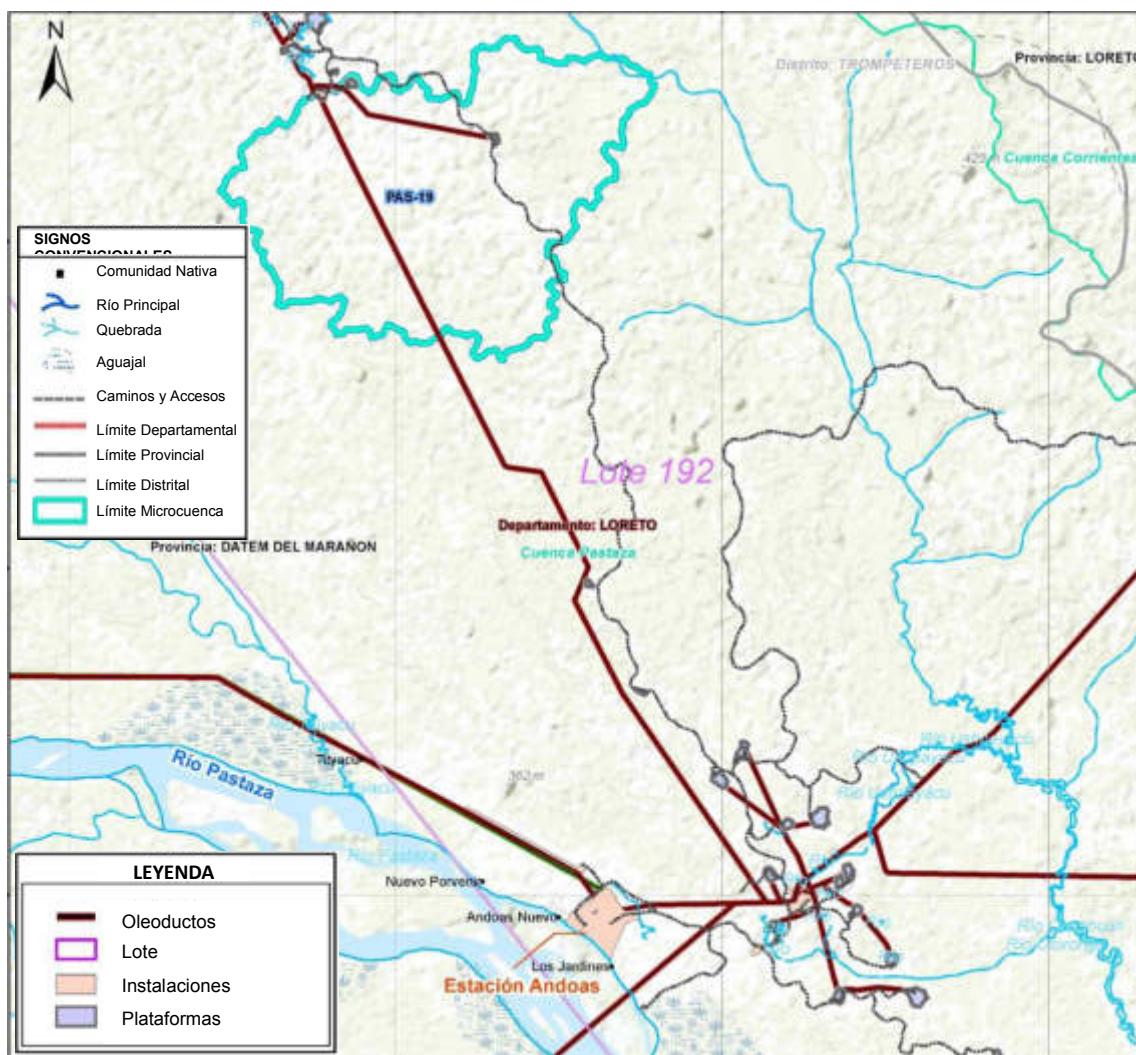 N
Distrito: TROMPETEROS
Provincia: LORETO
Cuenca Corrientes
PAS-19
SIGNOS
CONVENCIONALES
Comunidad Nativa
Río Principal
Quebrada
Aguajal
Caminos y Accesos
Límite Departamental
Límite Provincial
Límite Distrital
Límite Microcuenca
Lote 192
Departamento: LORETO
Cuenca Pastaza
Provincia: DATEM DEL MARAÑON
Río Pastaza
362 m
Río Pastaza
Nuevo Porvenir
Andoas Nuevo
Los Jardines
Estación Andoas
LEYENDA
Oleoductos
Lote
Instalaciones
Plataformas